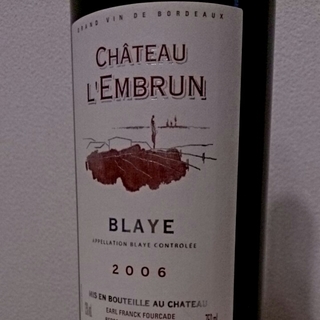 GRAND VIN DE BORDEAUX
CHÂTEAU
L'EMBRUN
BLAYE
APPELLATION BLAYE CONTRÔLÉE
2006
MIS EN BOUTEILLE AU CHATEAU
EARL FRANCK FOURCADE